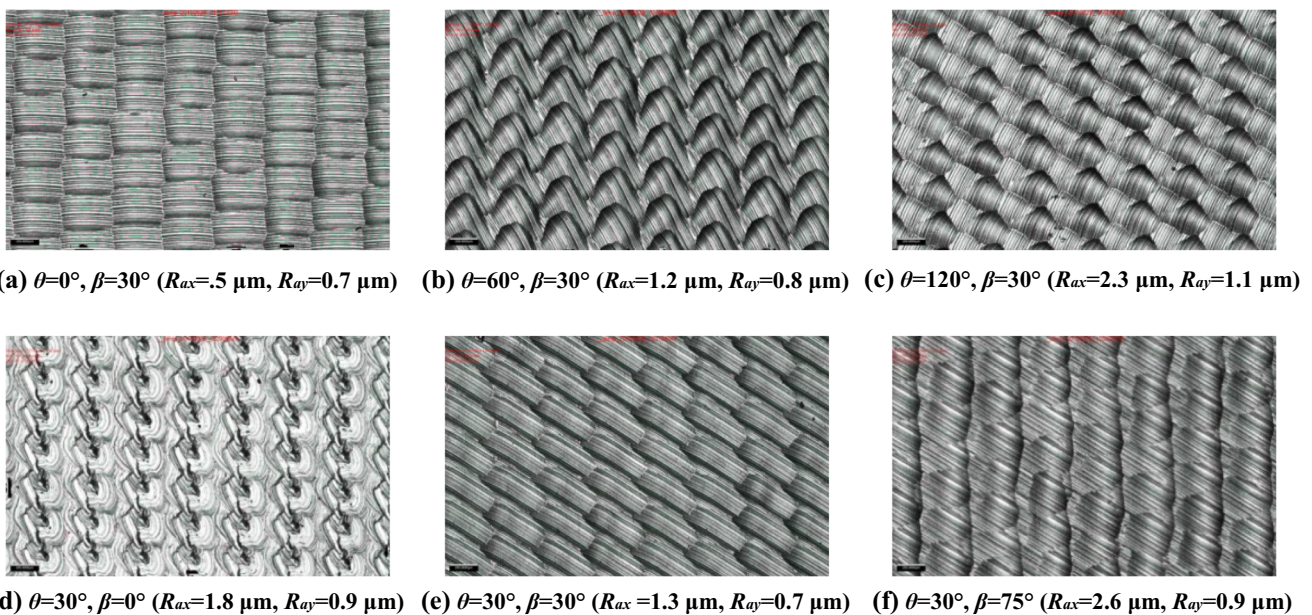 (a) θ=0°, β=30° (Rax=.5 µm, Ray=0.7 µm)
(b) θ=60°, β=30° (Rax=1.2 µm, Ray=0.8 µm)
(c) θ=120°, β=30° (Rax=2.3 µm, Ray=1.1 µm)
d) θ=30°, β=0° (Rax=1.8 µm, Ray=0.9 µm)
(e) θ=30°, β=30° (Rax =1.3 µm, Ray=0.7 µm)
(f) θ=30°, β=75° (Rax=2.6 µm, Ray=0.9 µm)